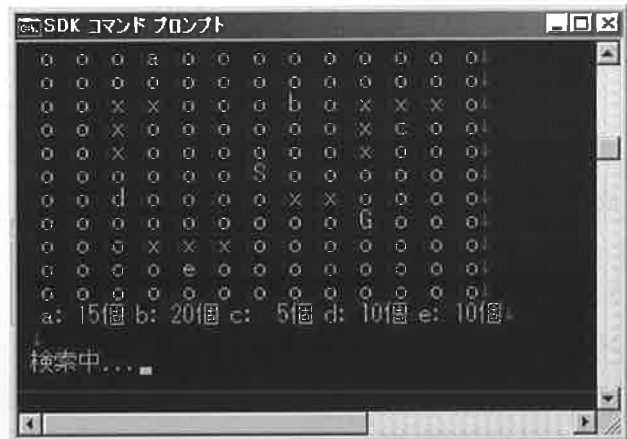 SDK コマンド プロンプト
o o o a o o o o o o o o o↓
o o o o o o o o o o o o o↓
o o x x o o o b o x x x o↓
o o x o o o o o o x c o o↓
o o x o o o o o o x o o o↓
o o o o o o S o o o o o o↓
o o d o o o o x x o o o o↓
o o o o o o o o o G o o o↓
o o o x x x o o o o o o o↓
o o o o e o o o o o o o o↓
o o o o o o o o o o o o o↓
a: 15個 b: 20個 c: 5個 d: 10個 e: 10個↓
↓
検索中...